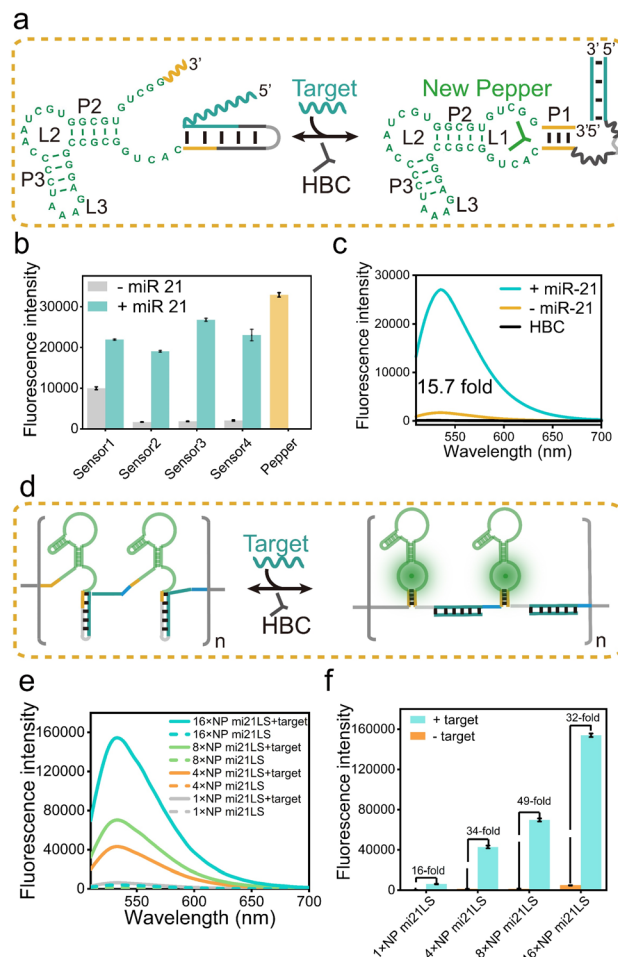 a
3'
5'
P2
L2
P3
L3
Target
HBC
New Pepper
P2
L2
L1
P1
P3
L3
3' 5'
3'5'
b
Fluorescence intensity
30000
20000
10000
0
- miR 21
+ miR 21
Sensor1
Sensor2
Sensor3
Sensor4
Pepper
c
Fluorescence intensity
30000
20000
10000
0
+ miR-21
- miR-21
HBC
15.7 fold
550
600
650
700
Wavelength (nm)
d
n
Target
HBC
n
e
Fluorescence intensity
160000
120000
80000
40000
0
16×NP mi21LS+target
16×NP mi21LS
8×NP mi21LS+target
8×NP mi21LS
4×NP mi21LS+target
4×NP mi21LS
1×NP mi21LS+target
1×NP mi21LS
550
600
650
700
Wavelength (nm)
f
Fluorescence intensity
160000
120000
80000
40000
0
+ target
- target
16-fold
34-fold
49-fold
32-fold
1×NP mi21LS
4×NP mi21LS
8×NP mi21LS
16×NP mi21LS